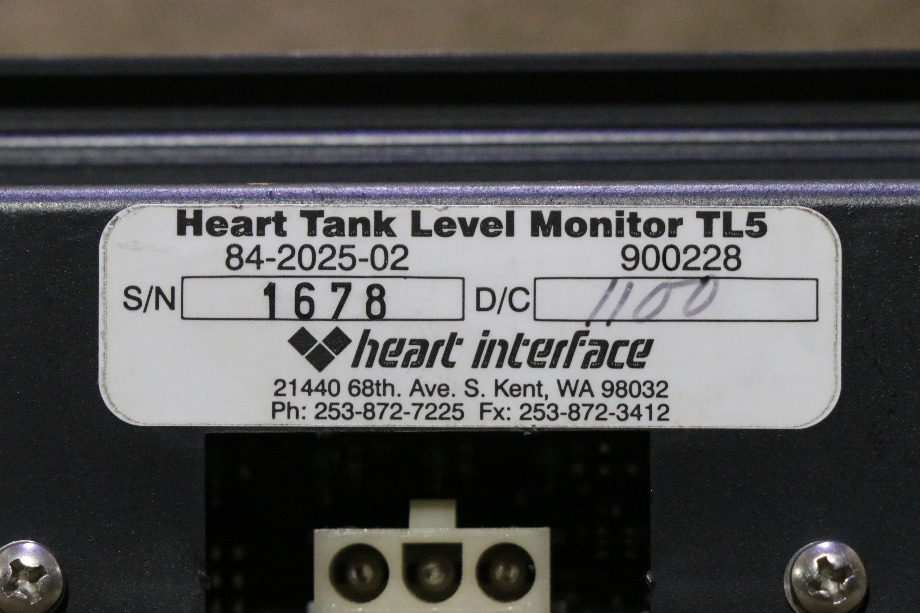 Heart Tank Level Monitor TL5
84-2025-02 900228
S/N 1678 D/C 1100
heart interface
21440 68th. Ave. S. Kent, WA 98032
Ph: 253-872-7225 Fx: 253-872-3412